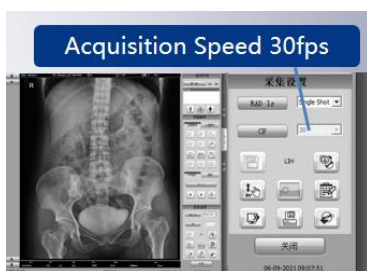 Acquisition Speed 30fps
R
采集设置
RAD 1s
Single Shot
CF
30
LIH
关闭
06-09-2021 09:07:51